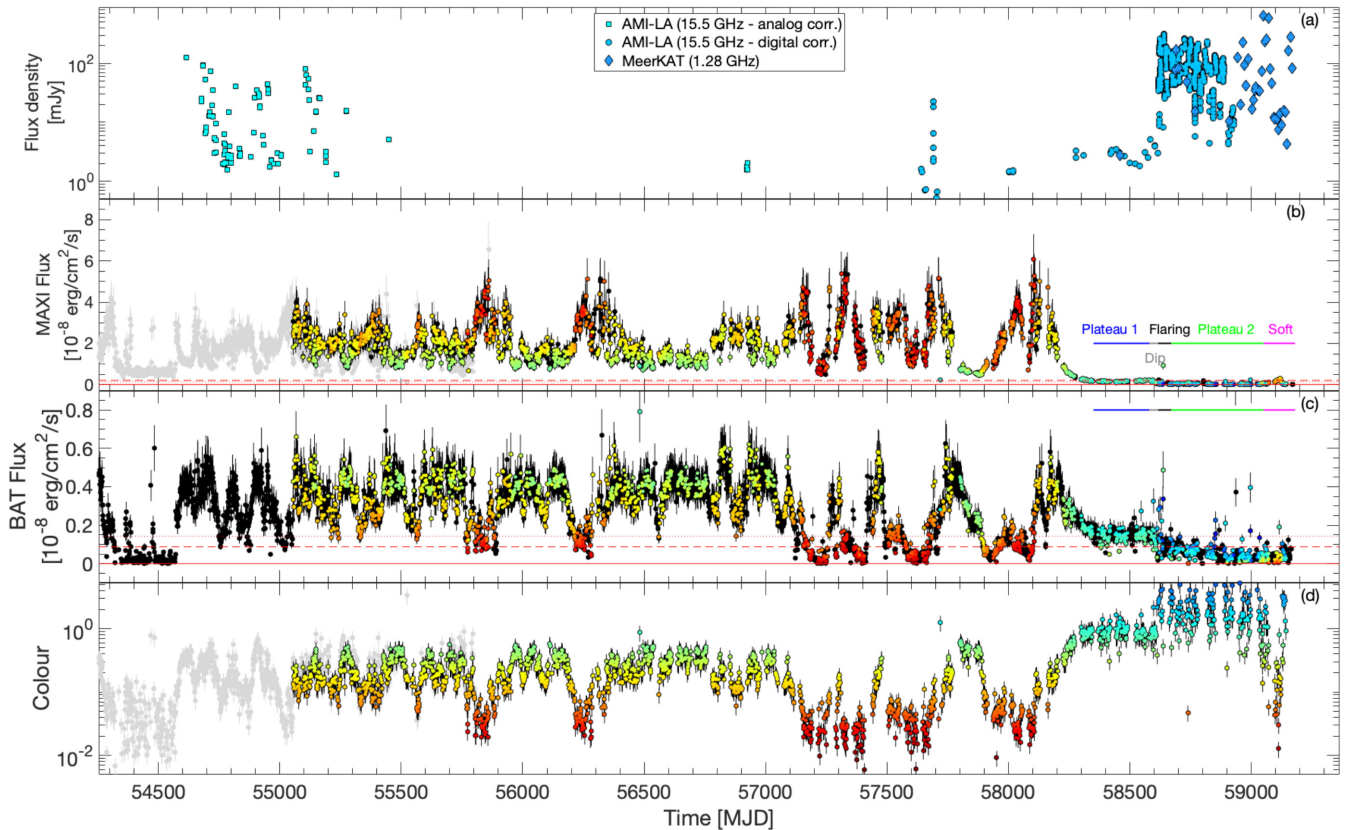 (a)
AMI-LA (15.5 GHz - analog corr.)
AMI-LA (15.5 GHz - digital corr.)
MeerKAT (1.28 GHz)
Flux density
[mJy]
10²
10¹
10⁰
(b)
MAXI Flux
[10⁻⁸ erg/cm²/s]
8
6
4
2
0
Plateau 1 Flaring Plateau 2 Soft
Dip
(c)
BAT Flux
[10⁻⁸ erg/cm²/s]
0.8
0.6
0.4
0.2
0
(d)
Colour
10⁰
10⁻²
54500 55000 55500 56000 56500 57000 57500 58000 58500 59000
Time [MJD]